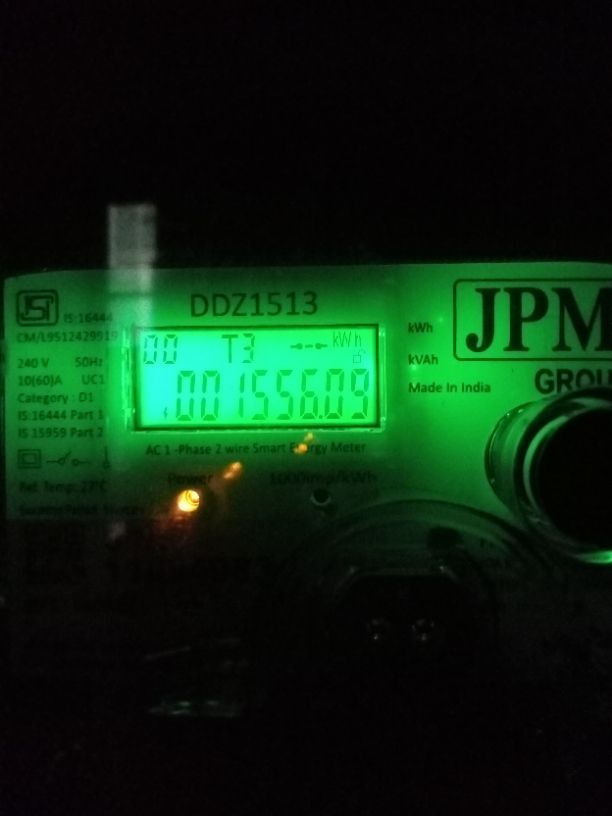 DDZ1513
IS:16444
CM/L9512429919
240 V 50Hz
10(60)A UC1
Category : D1
IS:16444 Part 1
IS 15959 Part 2
Ref. Temp: 27°C
00 T3 kWh
001556.09
kWh
kVAh
Made In India
JPM
GROU
AC 1 -Phase 2 wire Smart Energy Meter
Power 1000imp/kWh